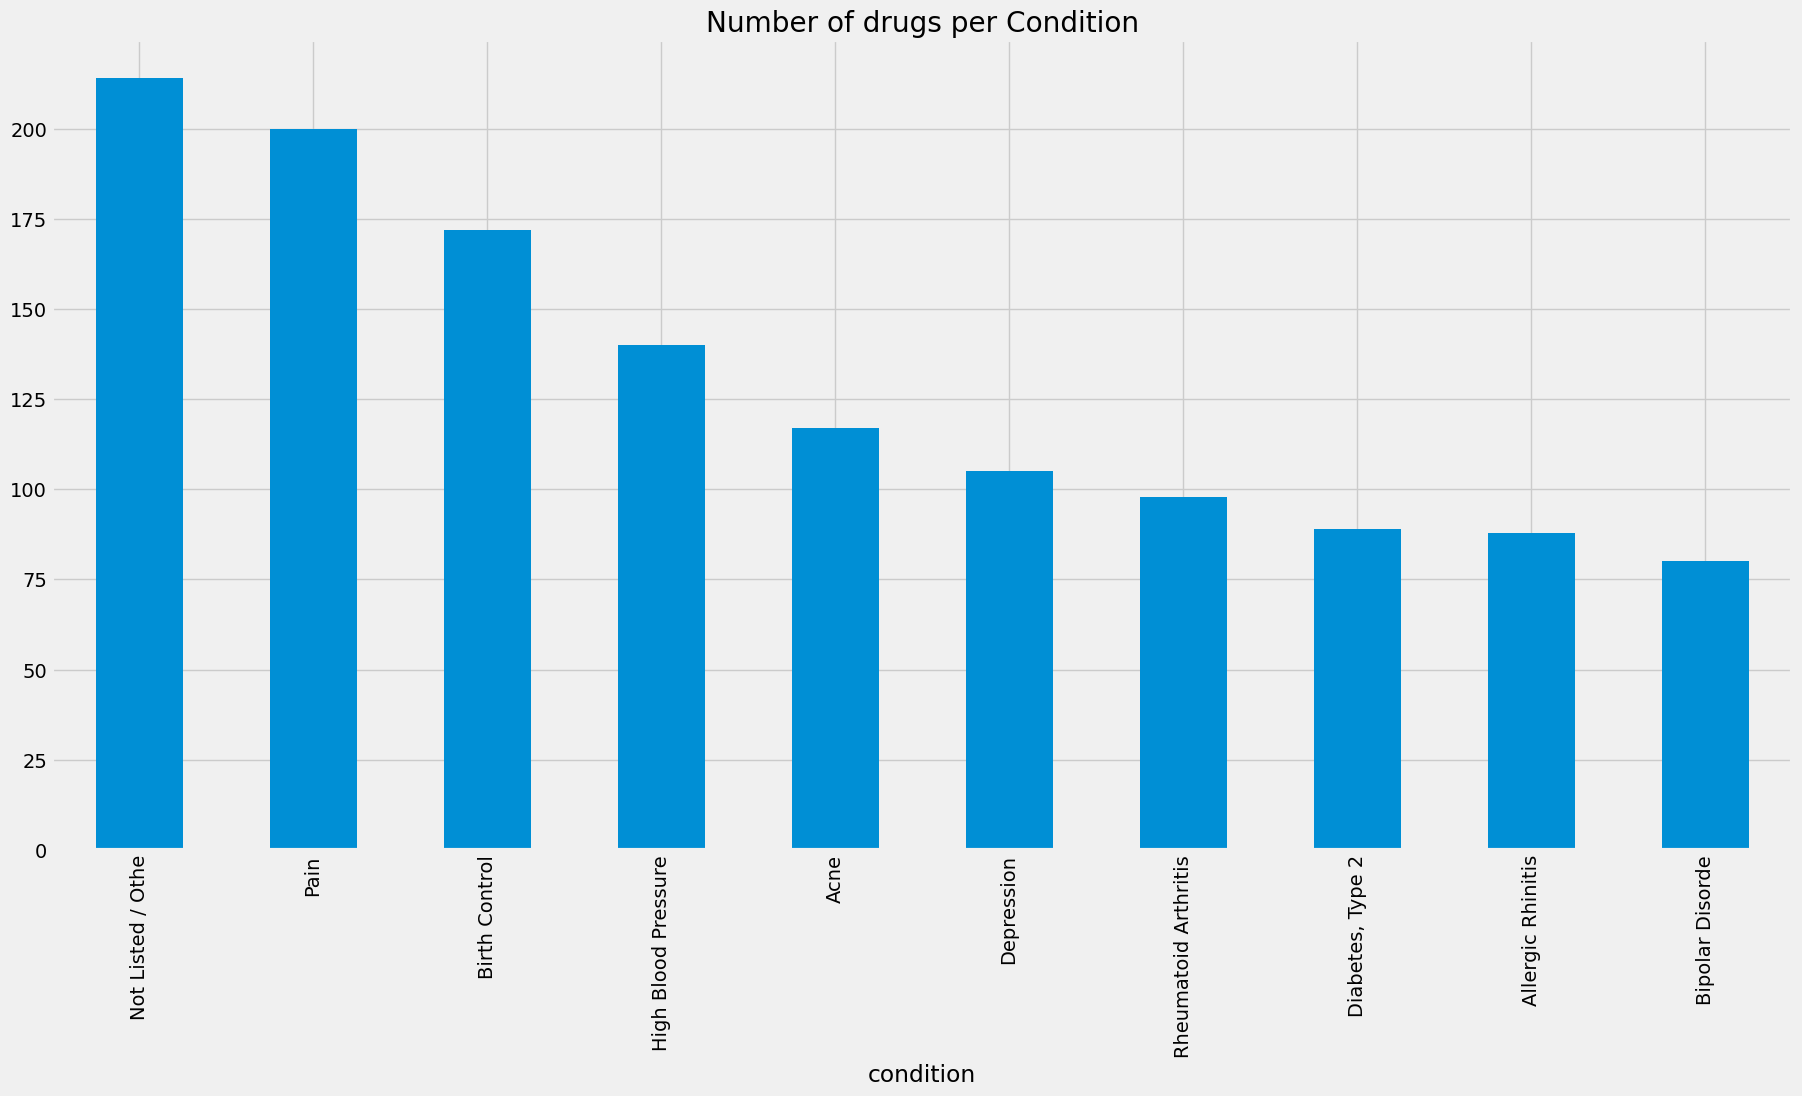 Number of drugs per Condition
200
175
150
125
100
75
50
25
0
Not Listed / Othe
Pain
Birth Control
High Blood Pressure
Acne
Depression
Rheumatoid Arthritis
Diabetes, Type 2
Allergic Rhinitis
Bipolar Disorde
condition